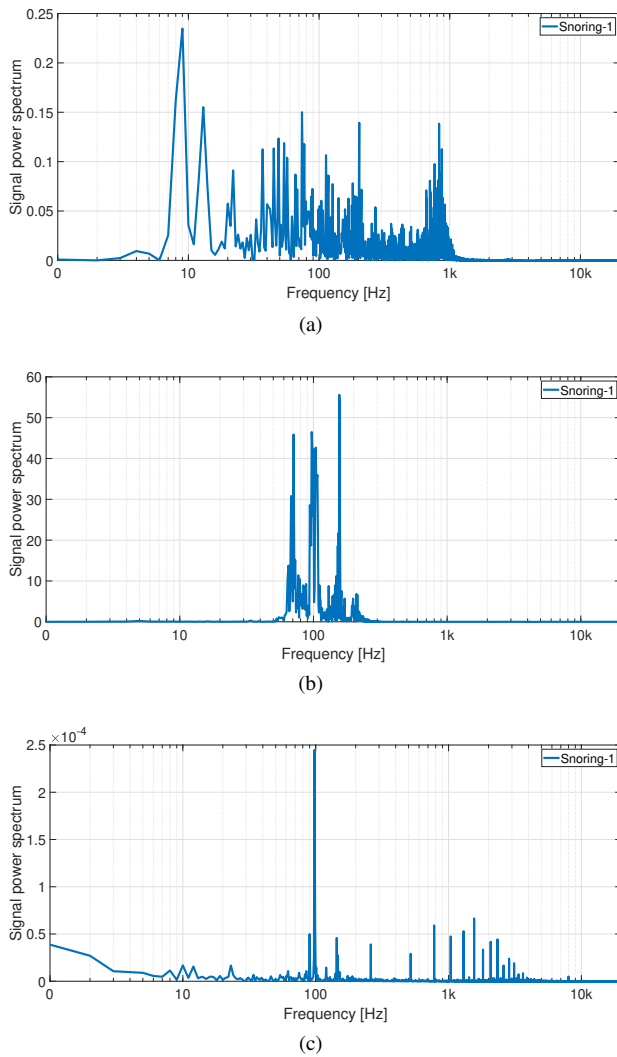 0.25
Snoring-1
0.2
0.15
0.1
0.05
0
Signal power spectrum
0 10 100 1k 10k
Frequency [Hz]
(a)
60
Snoring-1
50
40
30
20
10
0
Signal power spectrum
0 10 100 1k 10k
Frequency [Hz]
(b)
×10⁻⁴
2.5
Snoring-1
2
1.5
1
0.5
0
Signal power spectrum
0 10 100 1k 10k
Frequency [Hz]
(c)